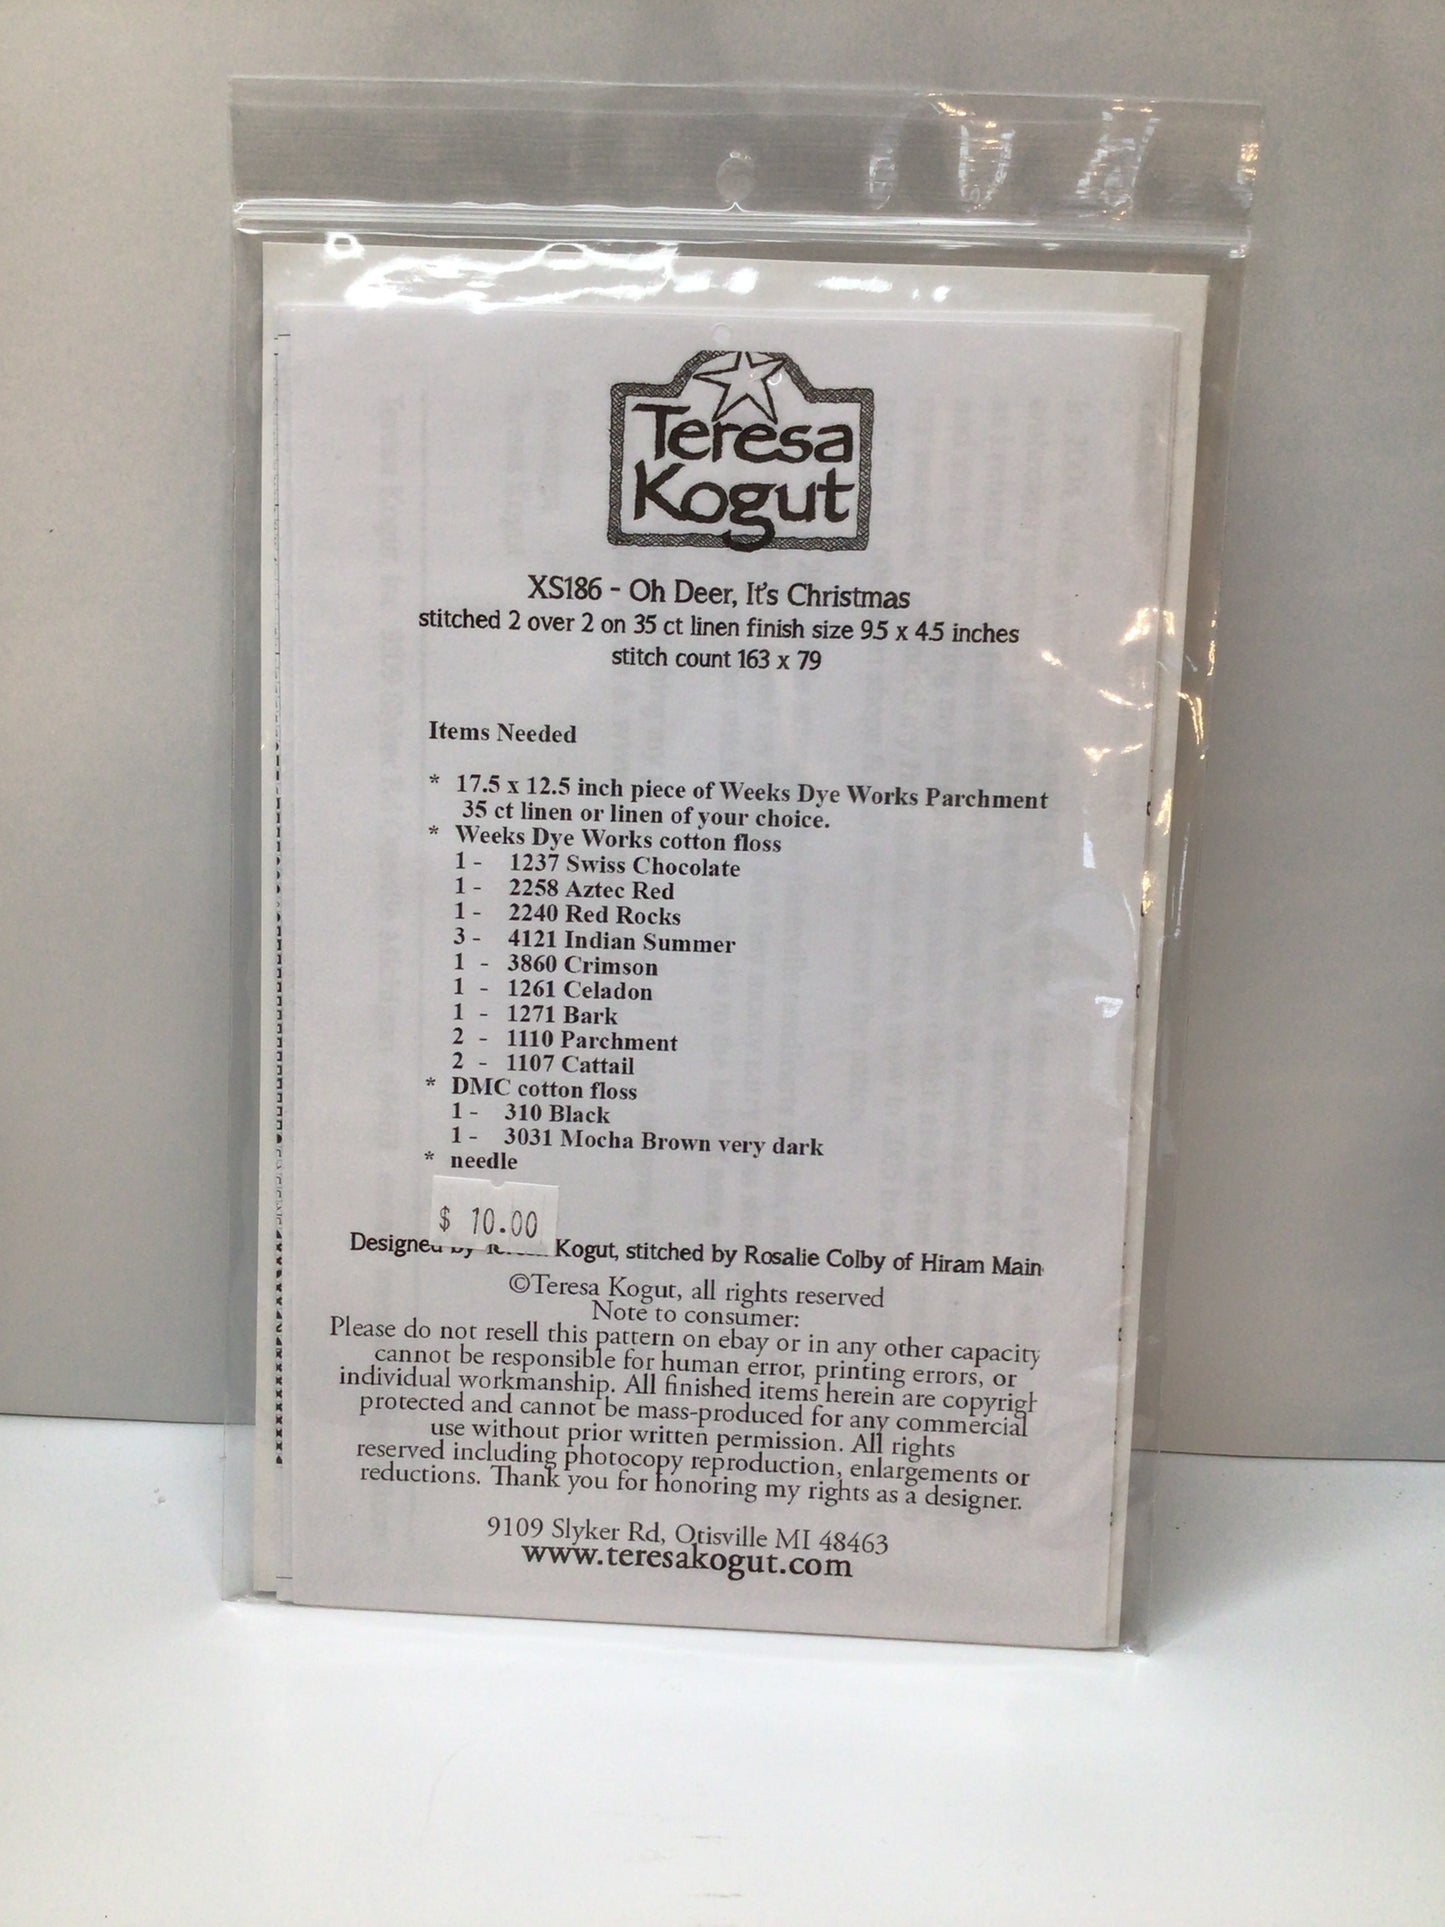 Teresa
Kogut
XS186 - Oh Deer, It's Christmas
stitched 2 over 2 on 35 ct linen finish size 9.5 x 4.5 inches
stitch count 163 x 79
Items Needed
* 17.5 x 12.5 inch piece of Weeks Dye Works Parchment
35 ct linen or linen of your choice.
* Weeks Dye Works cotton floss
1 - 1237 Swiss Chocolate
1 - 2258 Aztec Red
1 - 2240 Red Rocks
3 - 4121 Indian Summer
1 - 3860 Crimson
1 - 1261 Celadon
1 - 1271 Bark
2 - 1110 Parchment
2 - 1107 Cattail
* DMC cotton floss
1 - 310 Black
1 - 3031 Mocha Brown very dark
* needle
$ 10.00
Designed by Kogut, stitched by Rosalie Colby of Hiram Main
©Teresa Kogut, all rights reserved
Note to consumer:
Please do not resell this pattern on ebay or in any other capacity
cannot be responsible for human error, printing errors, or
individual workmanship. All finished items herein are copyrigh
protected and cannot be mass-produced for any commercial
use without prior written permission. All rights
reserved including photocopy reproduction, enlargements or
reductions. Thank you for honoring my rights as a designer.
9109 Slyker Rd, Otisville MI 48463
www.teresakogut.com